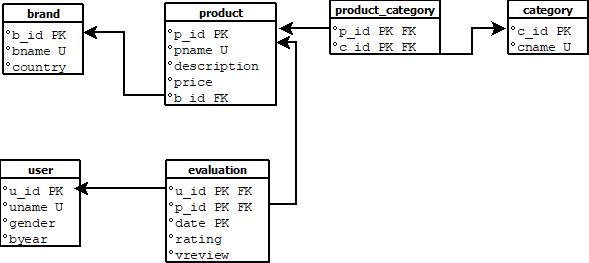 brand
b_id PK
bname U
country
product
p_id PK
pname U
description
price
b_id FK
product_category
p_id PK FK
c_id PK FK
category
c_id PK
cname U
user
u_id PK
uname U
gender
byear
evaluation
u_id PK FK
p_id PK FK
date PK
rating
vreview